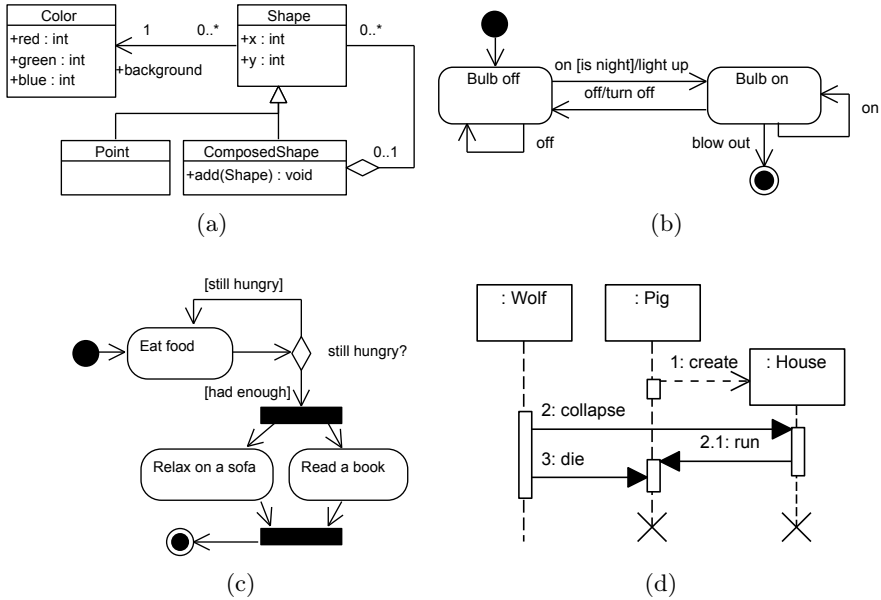 Color
+red : int
+green : int
+blue : int
1
0..*
+background
Shape
+x : int
+y : int
0..*
Point
ComposedShape
+add(Shape) : void
0..1
(a)
Bulb off
on [is night]/light up
off/turn off
Bulb on
off
on
blow out
(b)
[still hungry]
Eat food
still hungry?
[had enough]
Relax on a sofa
Read a book
(c)
: Wolf
: Pig
1: create
: House
2: collapse
2.1: run
3: die
(d)